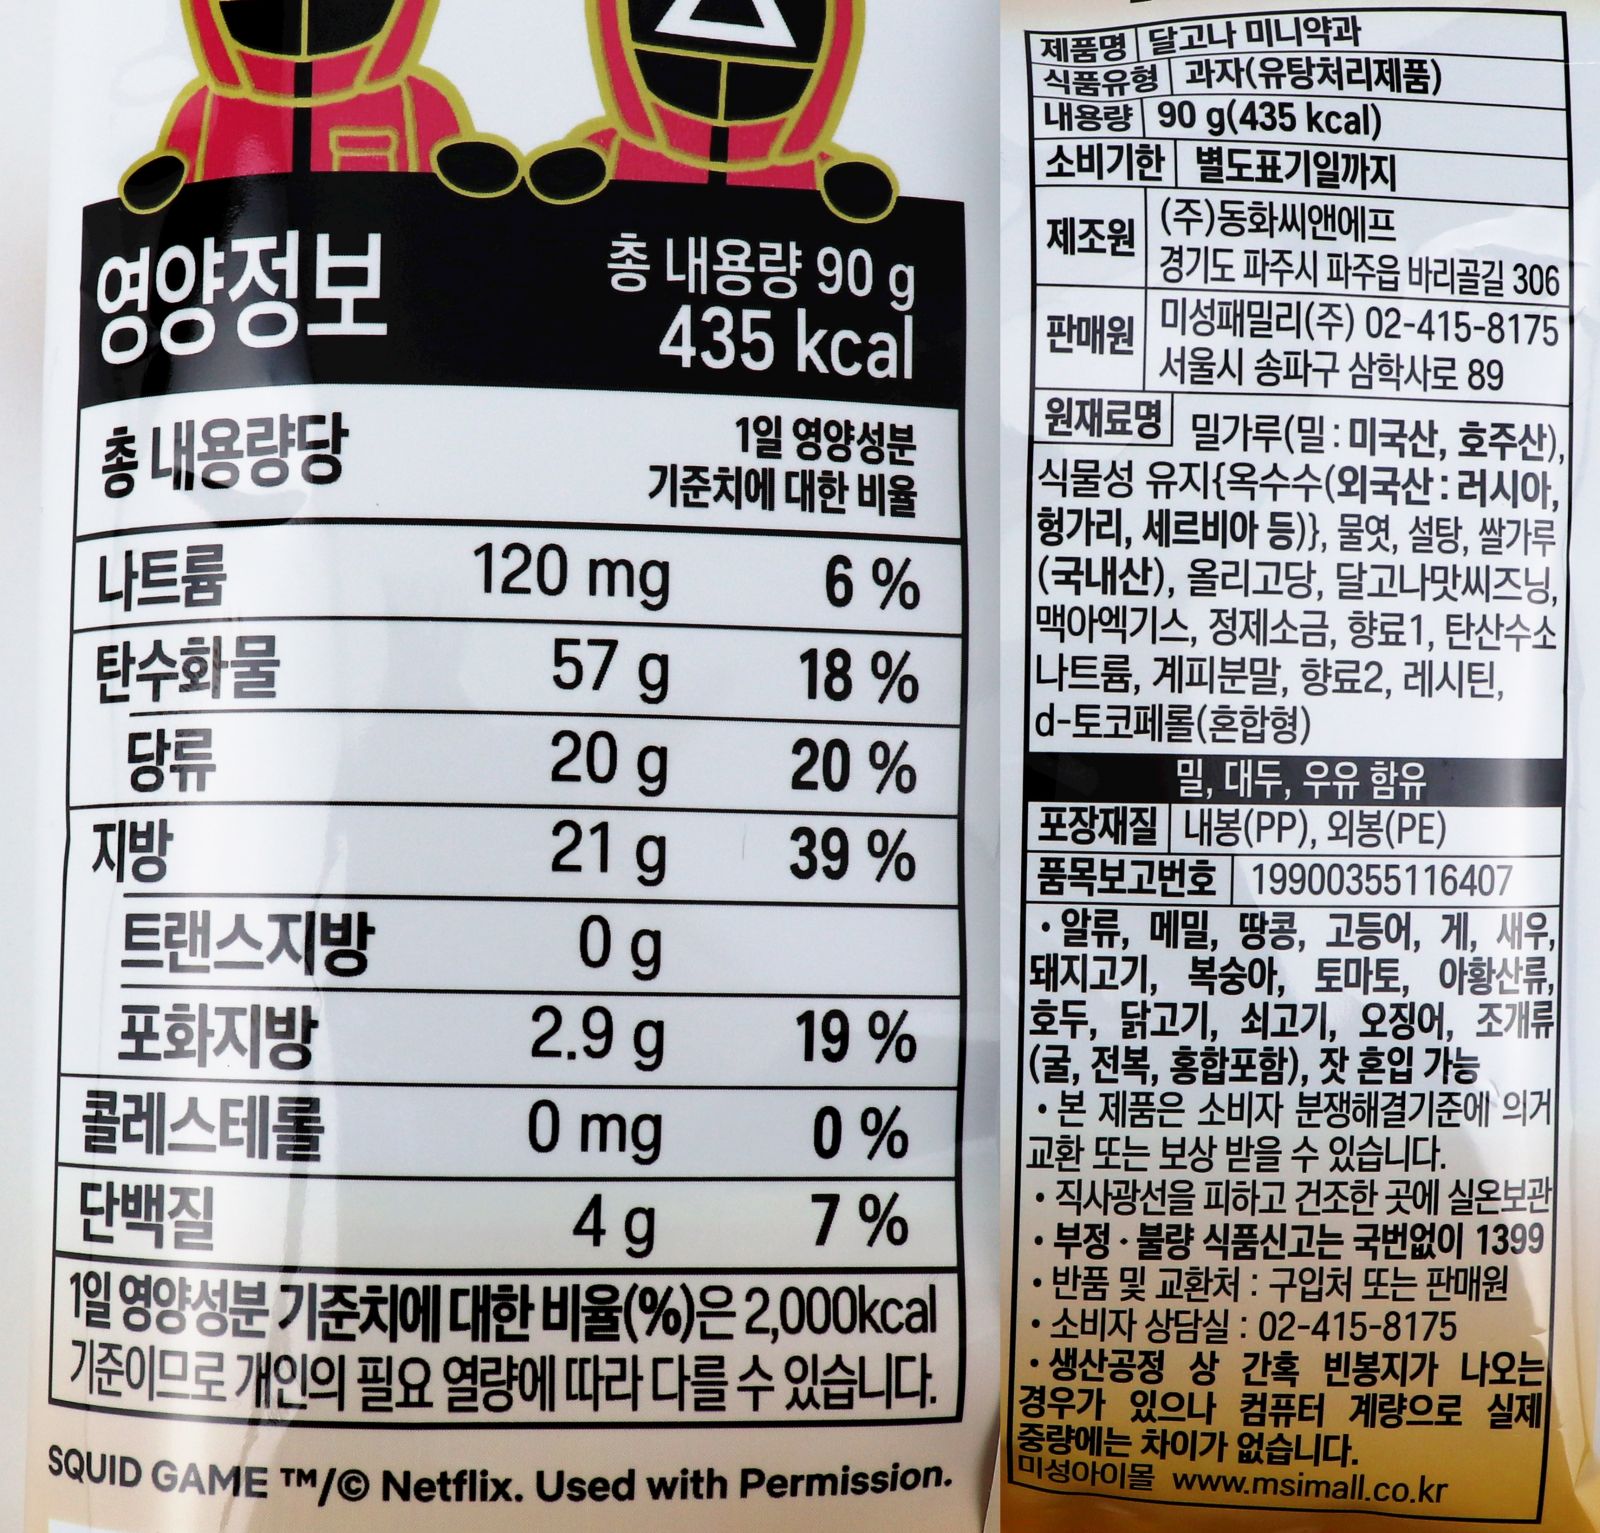 영양정보
총 내용량 90 g
435 kcal
총 내용량당
1일 영양성분
기준치에 대한 비율
나트륨 120 mg 6 %
탄수화물 57 g 18 %
당류 20 g 20 %
지방 21 g 39 %
트랜스지방 0 g
포화지방 2.9 g 19 %
콜레스테롤 0 mg 0 %
단백질 4 g 7 %
1일 영양성분 기준치에 대한 비율(%)은 2,000kcal
기준이므로 개인의 필요 열량에 따라 다를 수 있습니다.
SQUID GAME ™/© Netflix. Used with Permission.
제품명 달고나 미니약과
식품유형 과자(유탕처리제품)
내용량 90 g(435 kcal)
소비기한 별도표기일까지
제조원 (주)동화씨앤에프
경기도 파주시 파주읍 바리골길 306
판매원 미성패밀리(주) 02-415-8175
서울시 송파구 삼학사로 89
원재료명 밀가루(밀 : 미국산, 호주산),
식물성 유지{옥수수(외국산 : 러시아,
헝가리, 세르비아 등)}, 물엿, 설탕, 쌀가루
(국내산), 올리고당, 달고나맛씨즈닝,
맥아엑기스, 정제소금, 향료1, 탄산수소
나트륨, 계피분말, 향료2, 레시틴,
d-토코페롤(혼합형)
밀, 대두, 우유 함유
포장재질 내봉(PP), 외봉(PE)
품목보고번호 19900355116407
• 알류, 메밀, 땅콩, 고등어, 게, 새우,
돼지고기, 복숭아, 토마토, 아황산류,
호두, 닭고기, 쇠고기, 오징어, 조개류
(굴, 전복, 홍합포함), 잣 혼입 가능
• 본 제품은 소비자 분쟁해결기준에 의거
교환 또는 보상 받을 수 있습니다.
• 직사광선을 피하고 건조한 곳에 실온보관
• 부정 · 불량 식품신고는 국번없이 1399
• 반품 및 교환처 : 구입처 또는 판매원
• 소비자 상담실 : 02-415-8175
• 생산공정 상 간혹 빈봉지가 나오는
경우가 있으나 컴퓨터 계량으로 실제
중량에는 차이가 없습니다.
미성아이몰 www.msimall.co.kr